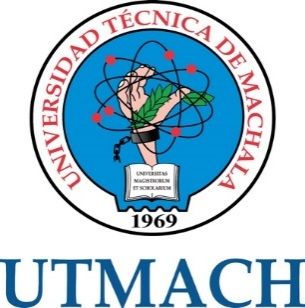 UNIVERSIDAD TÉCNICA DE MACHALA
UNIVERSITAS
MAGISTRORUM
ET SCHOLARIUM
1969
UTMACH